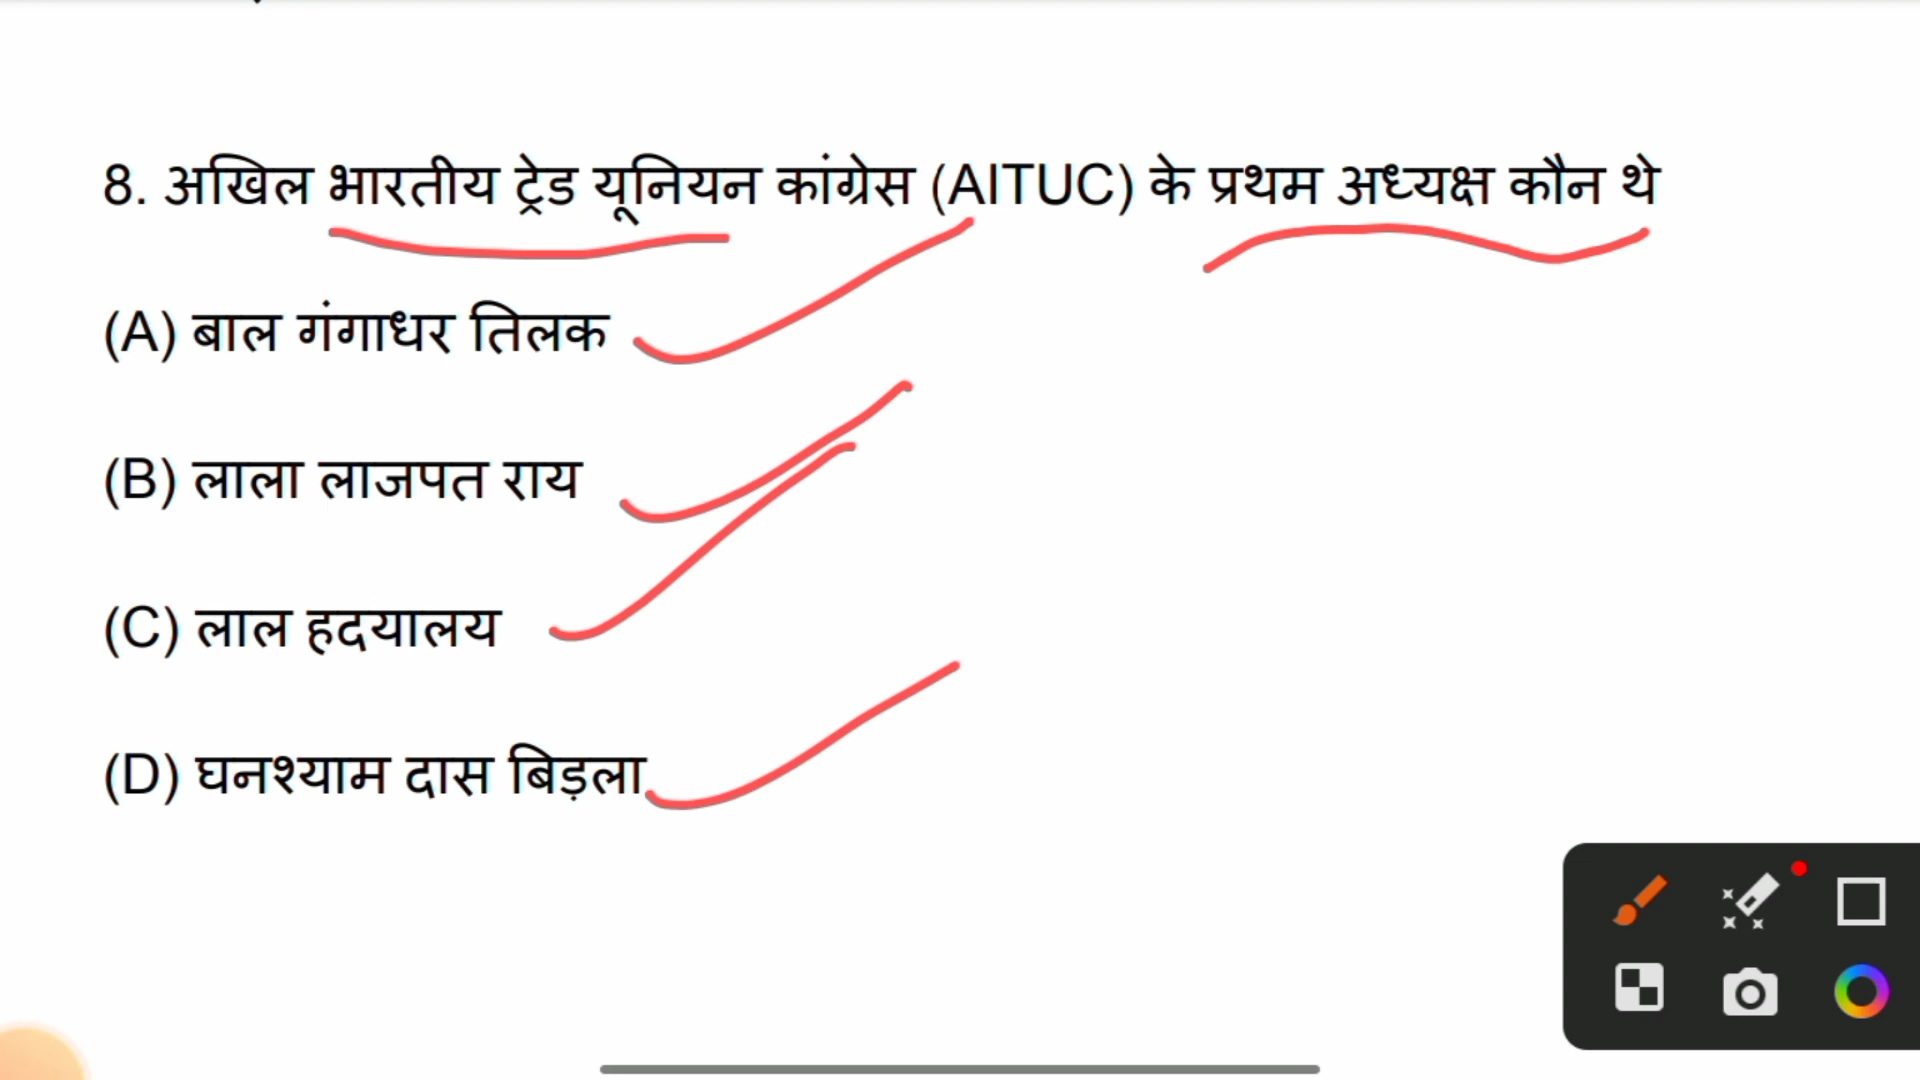 8. अखिल भारतीय ट्रेड यूनियन कांग्रेस (AITUC) के प्रथम अध्यक्ष कौन थे
(A) बाल गंगाधर तिलक
(B) लाला लाजपत राय
(C) लाल हदयालय
(D) घनश्याम दास बिड़ला